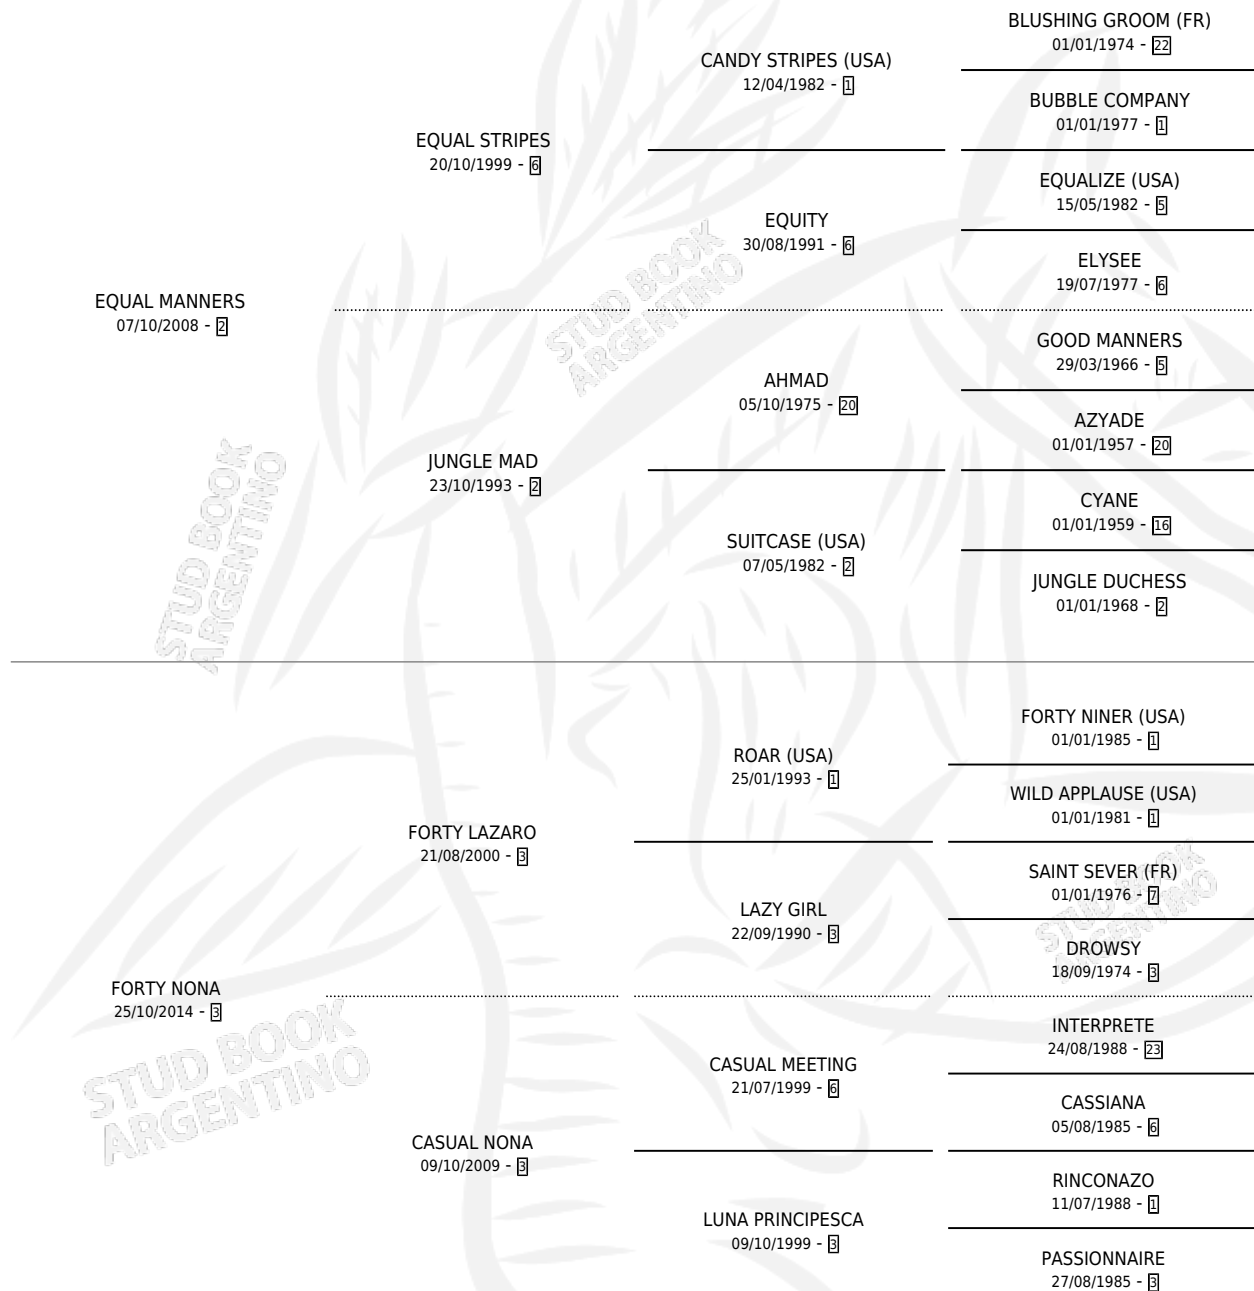 BLUSHING GROOM (FR)
01/01/1974 - 22
CANDY STRIPES (USA)
12/04/1982 - 1
BUBBLE COMPANY
01/01/1977 - 1
EQUAL STRIPES
20/10/1999 - 6
EQUALIZE (USA)
15/05/1982 - 5
EQUITY
30/08/1991 - 6
ELYSEE
19/07/1977 - 6
EQUAL MANNERS
07/10/2008 - 2
GOOD MANNERS
29/03/1966 - 5
AHMAD
05/10/1975 - 20
AZYADE
01/01/1957 - 20
JUNGLE MAD
23/10/1993 - 2
CYANE
01/01/1959 - 16
SUITCASE (USA)
07/05/1982 - 2
JUNGLE DUCHESS
01/01/1968 - 2
STUD BOOK
ARGENTINO
STUD BOOK
ARGENTINO
FORTY NINER (USA)
01/01/1985 - 1
ROAR (USA)
25/01/1993 - 1
WILD APPLAUSE (USA)
01/01/1981 - 1
FORTY LAZARO
21/08/2000 - 3
SAINT SEVER (FR)
01/01/1976 - 7
LAZY GIRL
22/09/1990 - 3
DROWSY
18/09/1974 - 3
FORTY NONA
25/10/2014 - 3
INTERPRETE
24/08/1988 - 23
CASUAL MEETING
21/07/1999 - 6
CASSIANA
05/08/1985 - 6
CASUAL NONA
09/10/2009 - 3
RINCONAZO
11/07/1988 - 1
LUNA PRINCIPESCA
09/10/1999 - 3
PASSIONNAIRE
27/08/1985 - 3
STUD BOOK
ARGENTINO
STUD BOOK
ARGENTINO